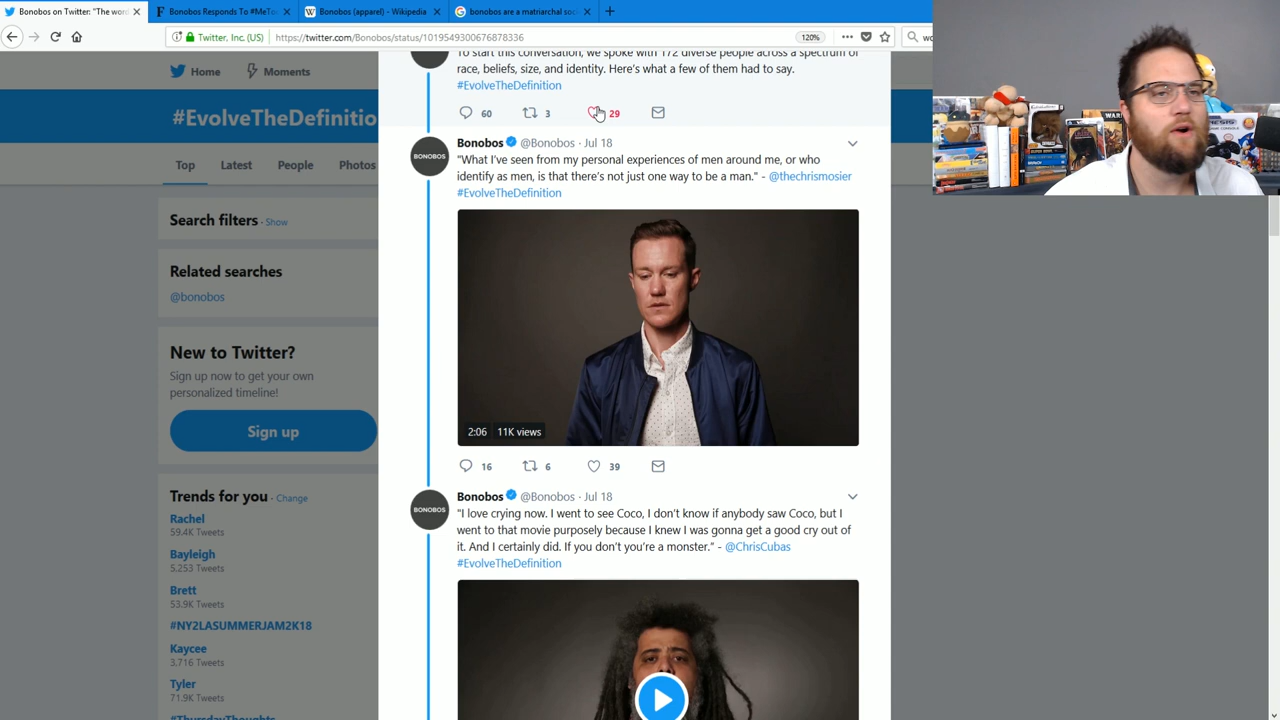 Bonobos on Twitter: "The word
Bonobos Responds To #MeToo
Bonobos (apparel) - Wikipedia
bonobos are a matriarchal soci
Twitter, Inc. (US)
https://twitter.com/Bonobos/status/1019549300676878336
120%
wo
Home
Moments
#EvolveTheDefinitio
Top
Latest
People
Photos
Search filters · Show
Related searches
@bonobos
New to Twitter?
Sign up now to get your own
personalized timeline!
Sign up
Trends for you · Change
Rachel
59.4K Tweets
Bayleigh
5,253 Tweets
Brett
53.9K Tweets
#NY2LASUMMERJAM2K18
Kaycee
3,716 Tweets
Tyler
71.9K Tweets
#ThursdayThoughts
To start this conversation, we spoke with 172 diverse people across a spectrum of
race, beliefs, size, and identity. Here's what a few of them had to say.
#EvolveTheDefinition
60
3
29
BONOBOS
Bonobos @Bonobos · Jul 18
"What I've seen from my personal experiences of men around me, or who
identify as men, is that there's not just one way to be a man." - @thechrismosier
#EvolveTheDefinition
2:06 11K views
16
6
39
BONOBOS
Bonobos @Bonobos · Jul 18
"I love crying now. I went to see Coco, I don't know if anybody saw Coco, but I
went to that movie purposely because I knew I was gonna get a good cry out of
it. And I certainly did. If you don't you're a monster." - @ChrisCubas
#EvolveTheDefinition